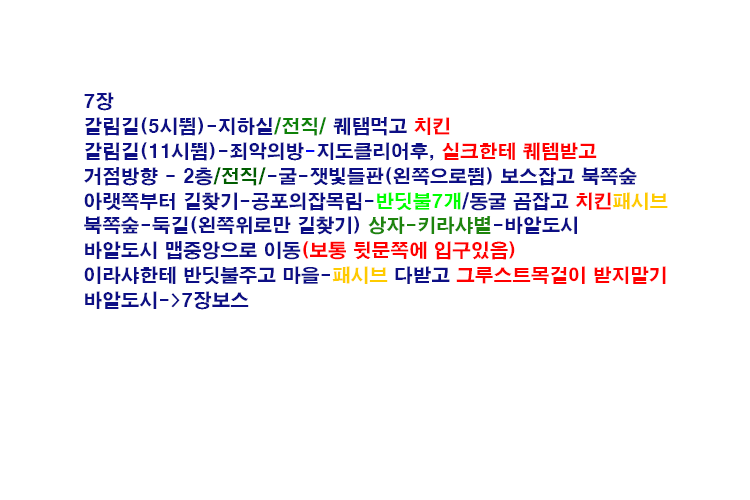 7장
갈림길(5시뜀)-지하실/전직/ 퀘탬먹고 치킨
갈림길(11시뜀)-죄악의방-지도클리어후, 실크한테 퀘템받고
거점방향 - 2층/전직/-굴-잿빛들판(왼쪽으로뜀) 보스잡고 북쪽숲
아랫쪽부터 길찾기-공포의잡목림-반딧불7개/동굴 곰잡고 치킨패시브
북쪽숲-둑길(왼쪽위로만 길찾기) 상자-키라샤별-바알도시
바알도시 맵중앙으로 이동(보통 뒷문쪽에 입구있음)
이라샤한테 반딧불주고 마을-패시브 다받고 그루스트목걸이 받지말기
바알도시->7장보스